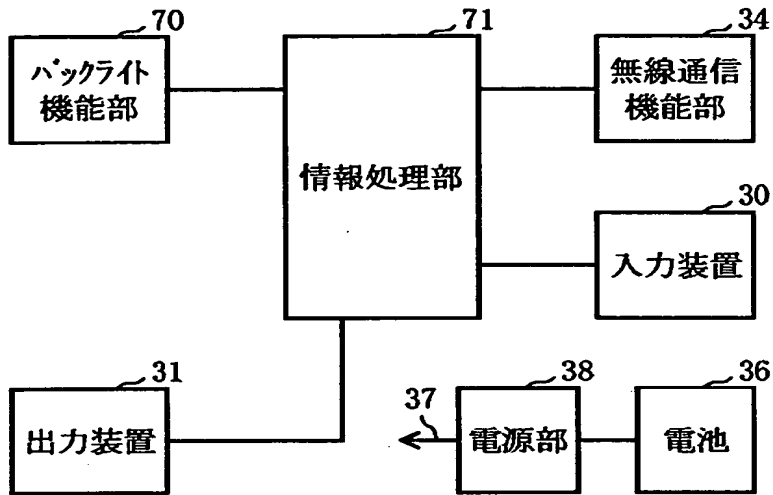 70
バックライト
機能部
71
情報処理部
34
無線通信
機能部
30
入力装置
31
出力装置
37
38
電源部
36
電池